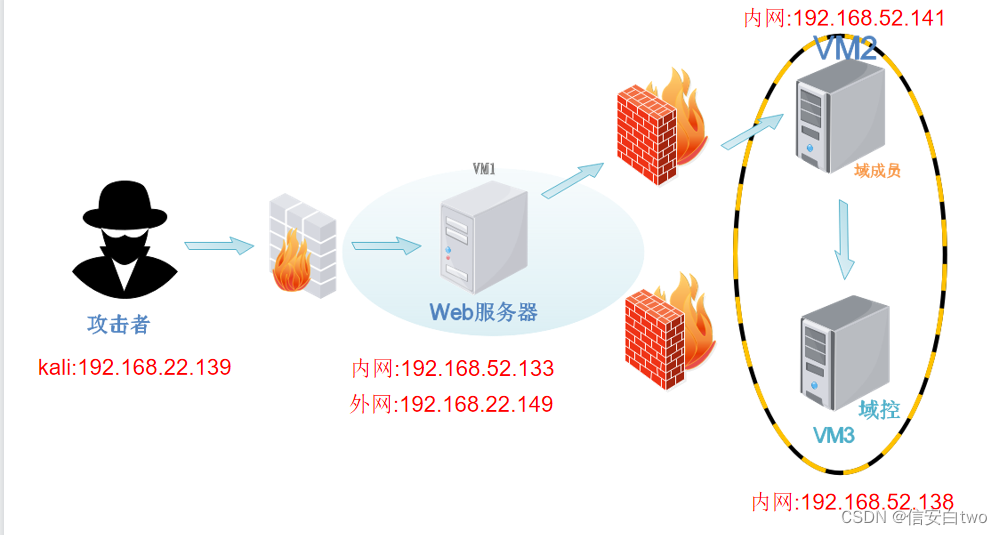 内网:192.168.52.141
VM2
域成员
VM1
Web服务器
攻击者
kali:192.168.22.139
内网:192.168.52.133
外网:192.168.22.149
域控
VM3
内网:192.168.52.138
CSDN @信安白two